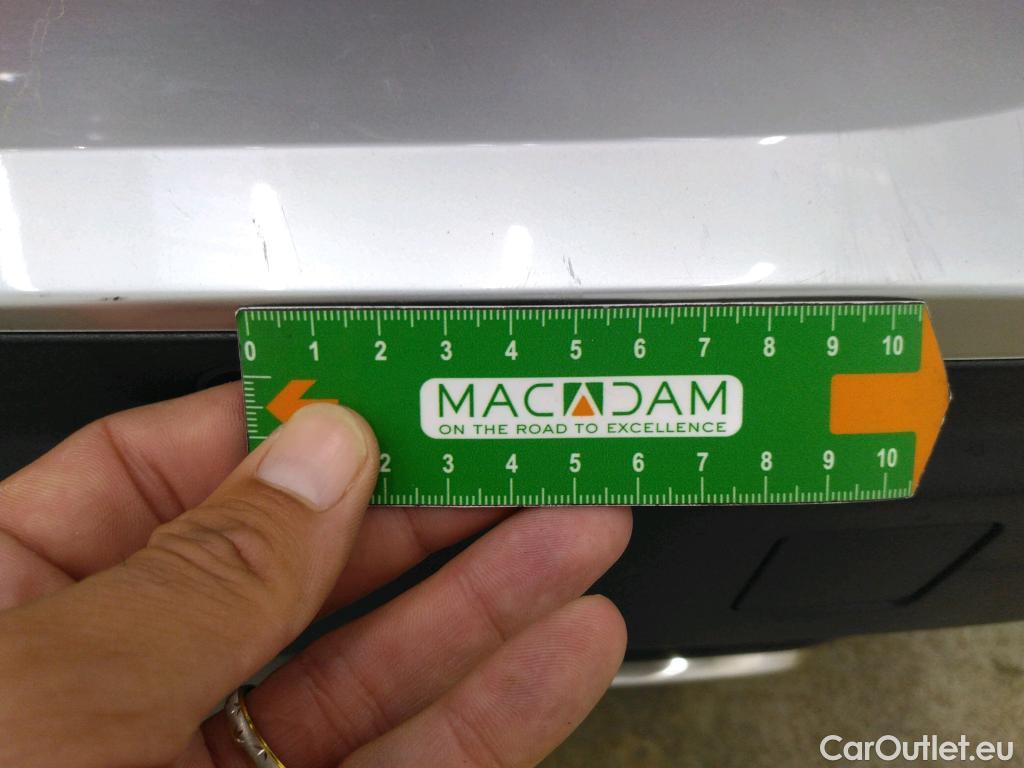 0 1 2 3 4 5 6 7 8 9 10
MACADAM
ON THE ROAD TO EXCELLENCE
2 3 4 5 6 7 8 9 10
CarOutlet.eu